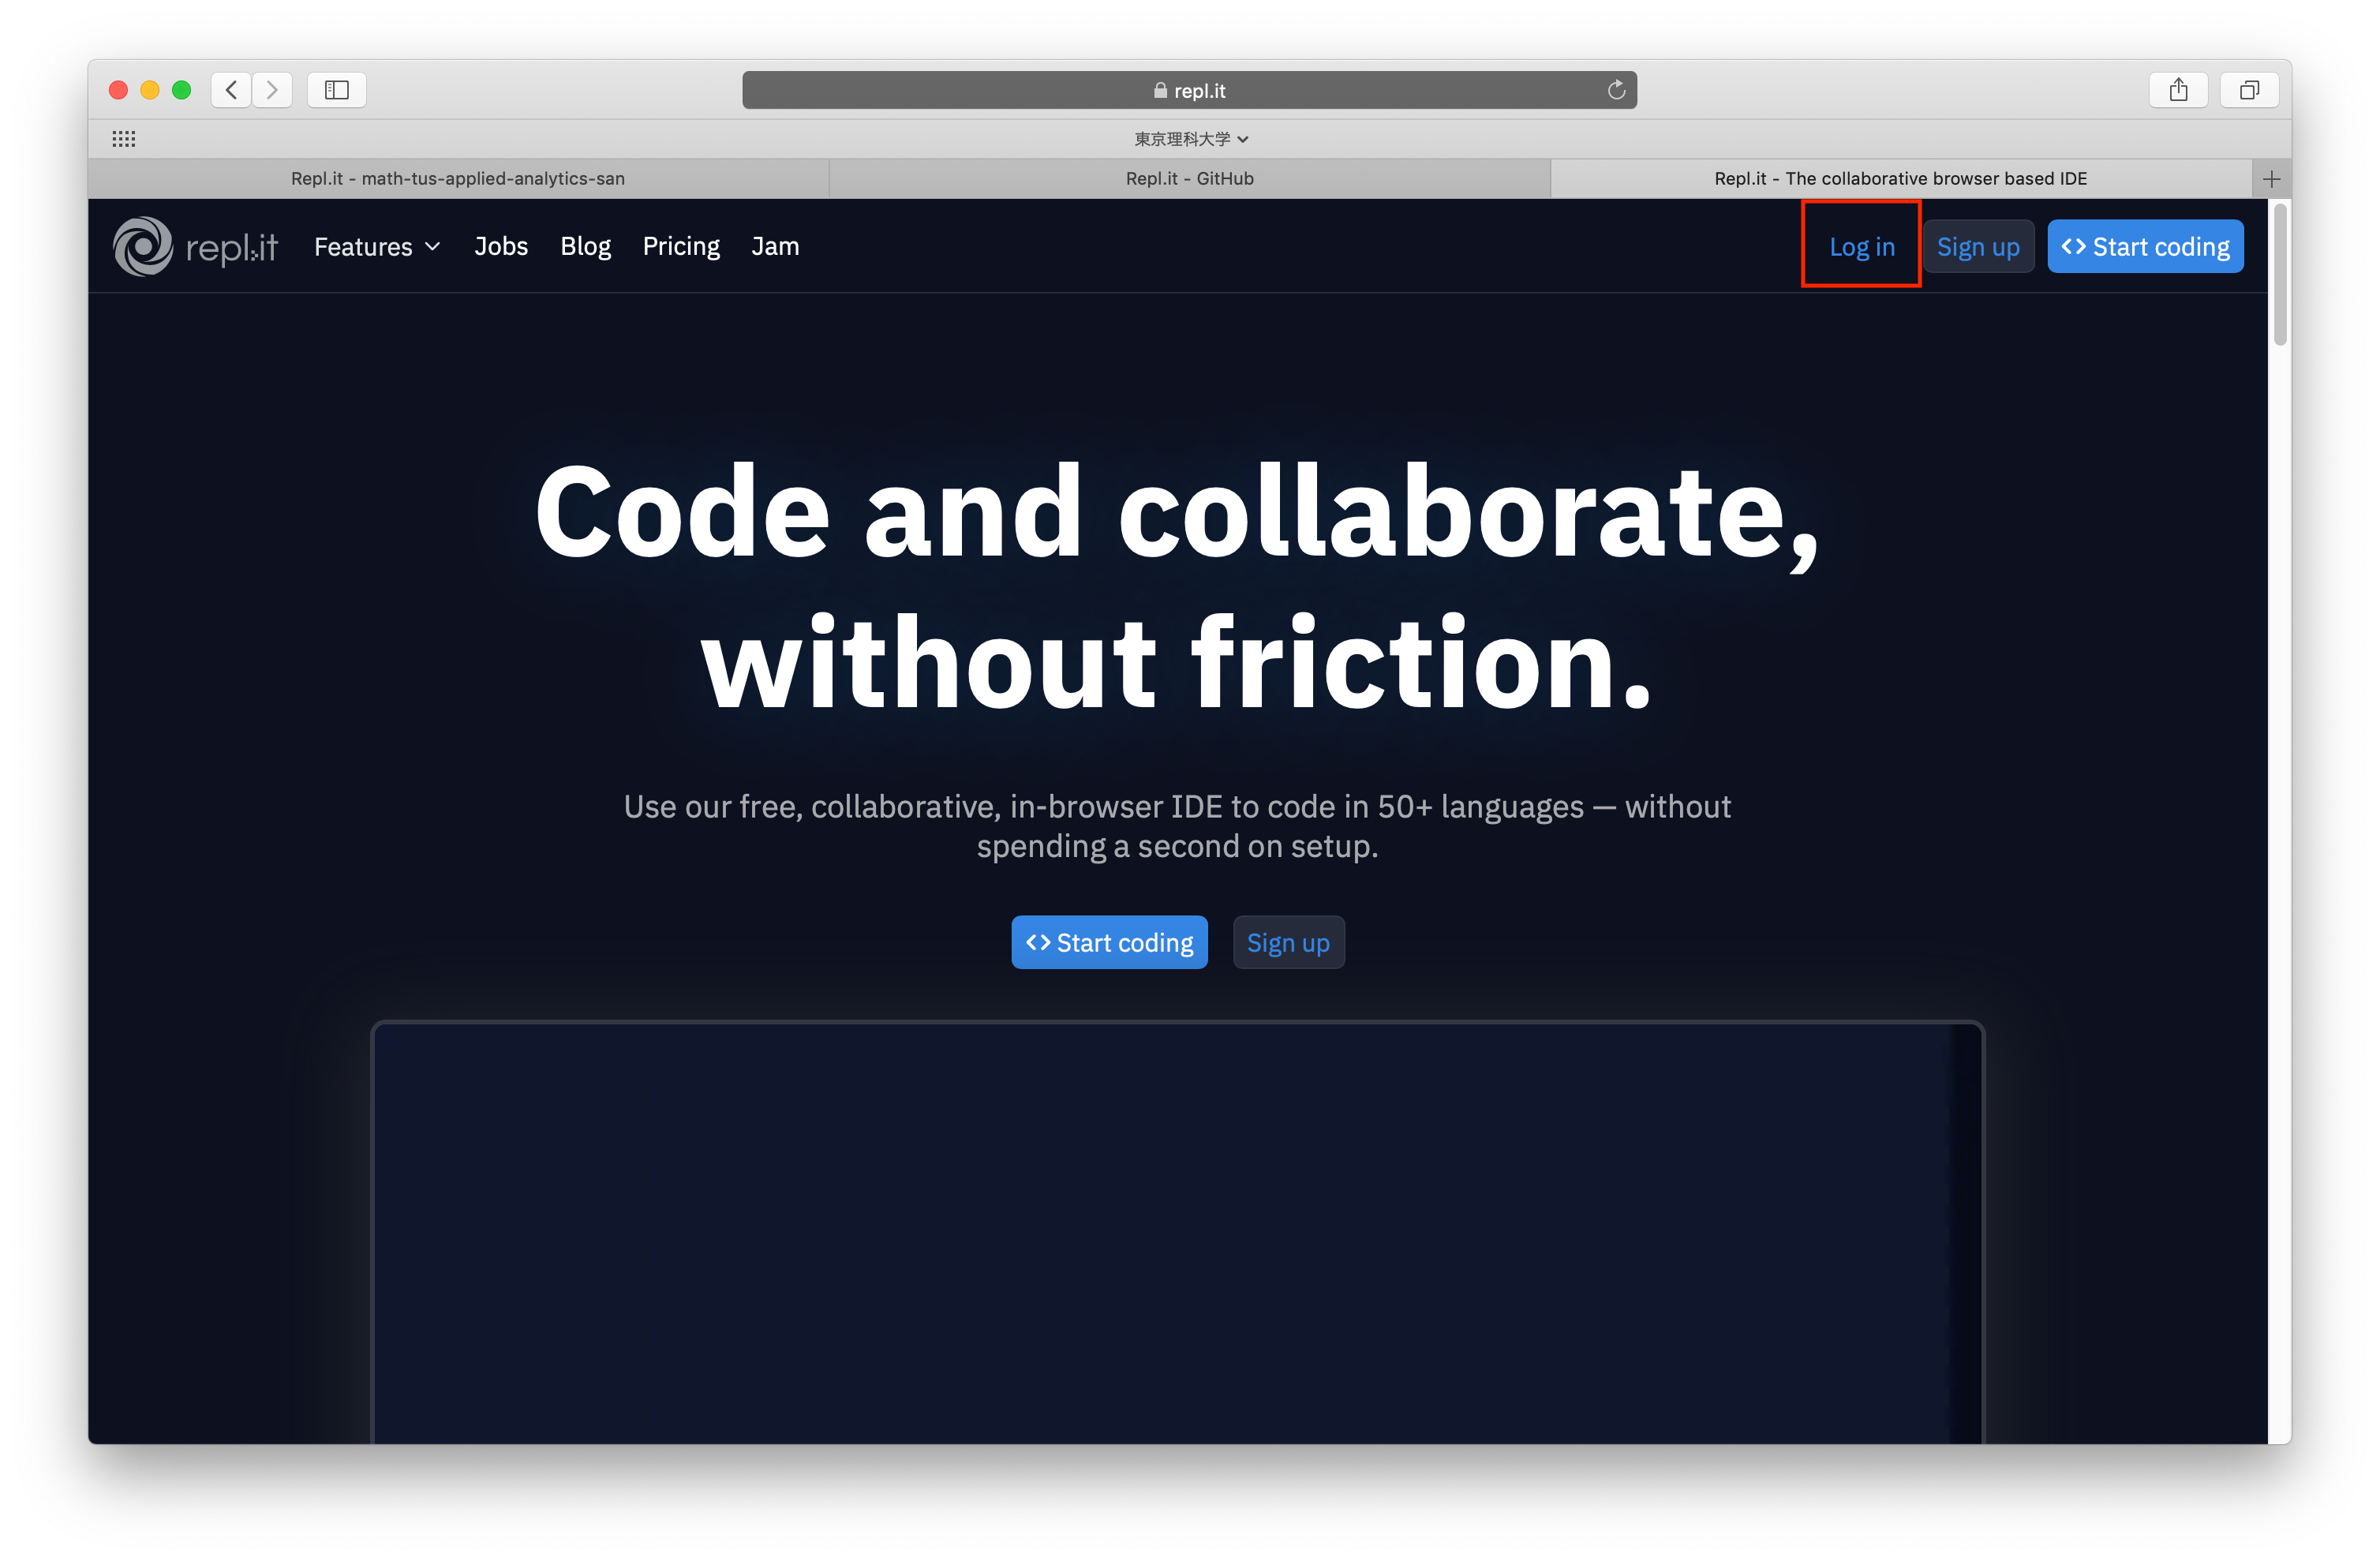 repl.it
東京理科大学
Repl.it - math-tus-applied-analytics-san
Repl.it - GitHub
Repl.it - The collaborative browser based IDE
repl.it
Features
Jobs
Blog
Pricing
Jam
Log in
Sign up
<> Start coding
Code and collaborate,
without friction.
Use our free, collaborative, in-browser IDE to code in 50+ languages — without
spending a second on setup.
<> Start coding
Sign up